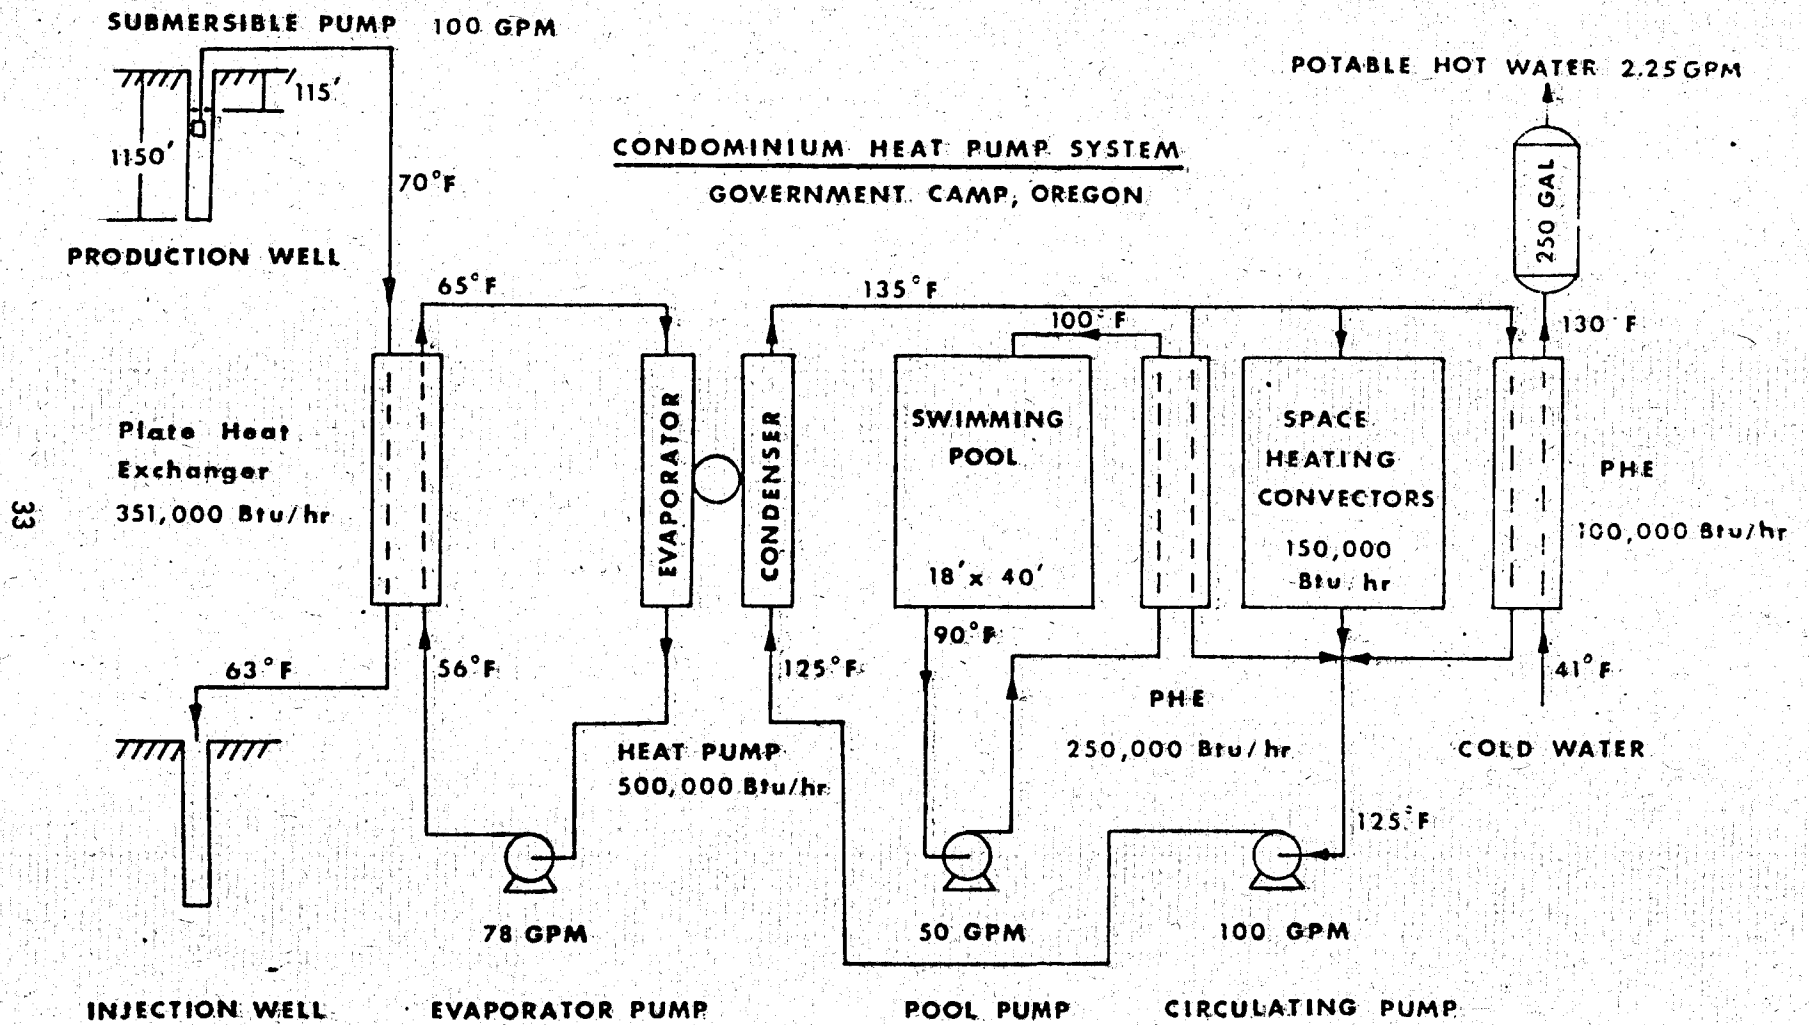 SUBMERSIBLE PUMP 100 GPM
115'
1150'
70°F
PRODUCTION WELL
POTABLE HOT WATER 2.25 GPM
CONDOMINIUM HEAT PUMP SYSTEM
GOVERNMENT CAMP, OREGON
250 GAL
65°F
135°F
100°F
130°F
Plate Heat
Exchanger
351,000 Btu/hr
EVAPORATOR
CONDENSER
SWIMMING
POOL
18' x 40'
SPACE
HEATING
CONVECTORS
150,000
Btu/hr
PHE
100,000 Btu/hr
33
63°F
56°F
125°F
90°F
41°F
HEAT PUMP
500,000 Btu/hr
PHE
250,000 Btu/hr
COLD WATER
125°F
78 GPM
50 GPM
100 GPM
INJECTION WELL
EVAPORATOR PUMP
POOL PUMP
CIRCULATING PUMP